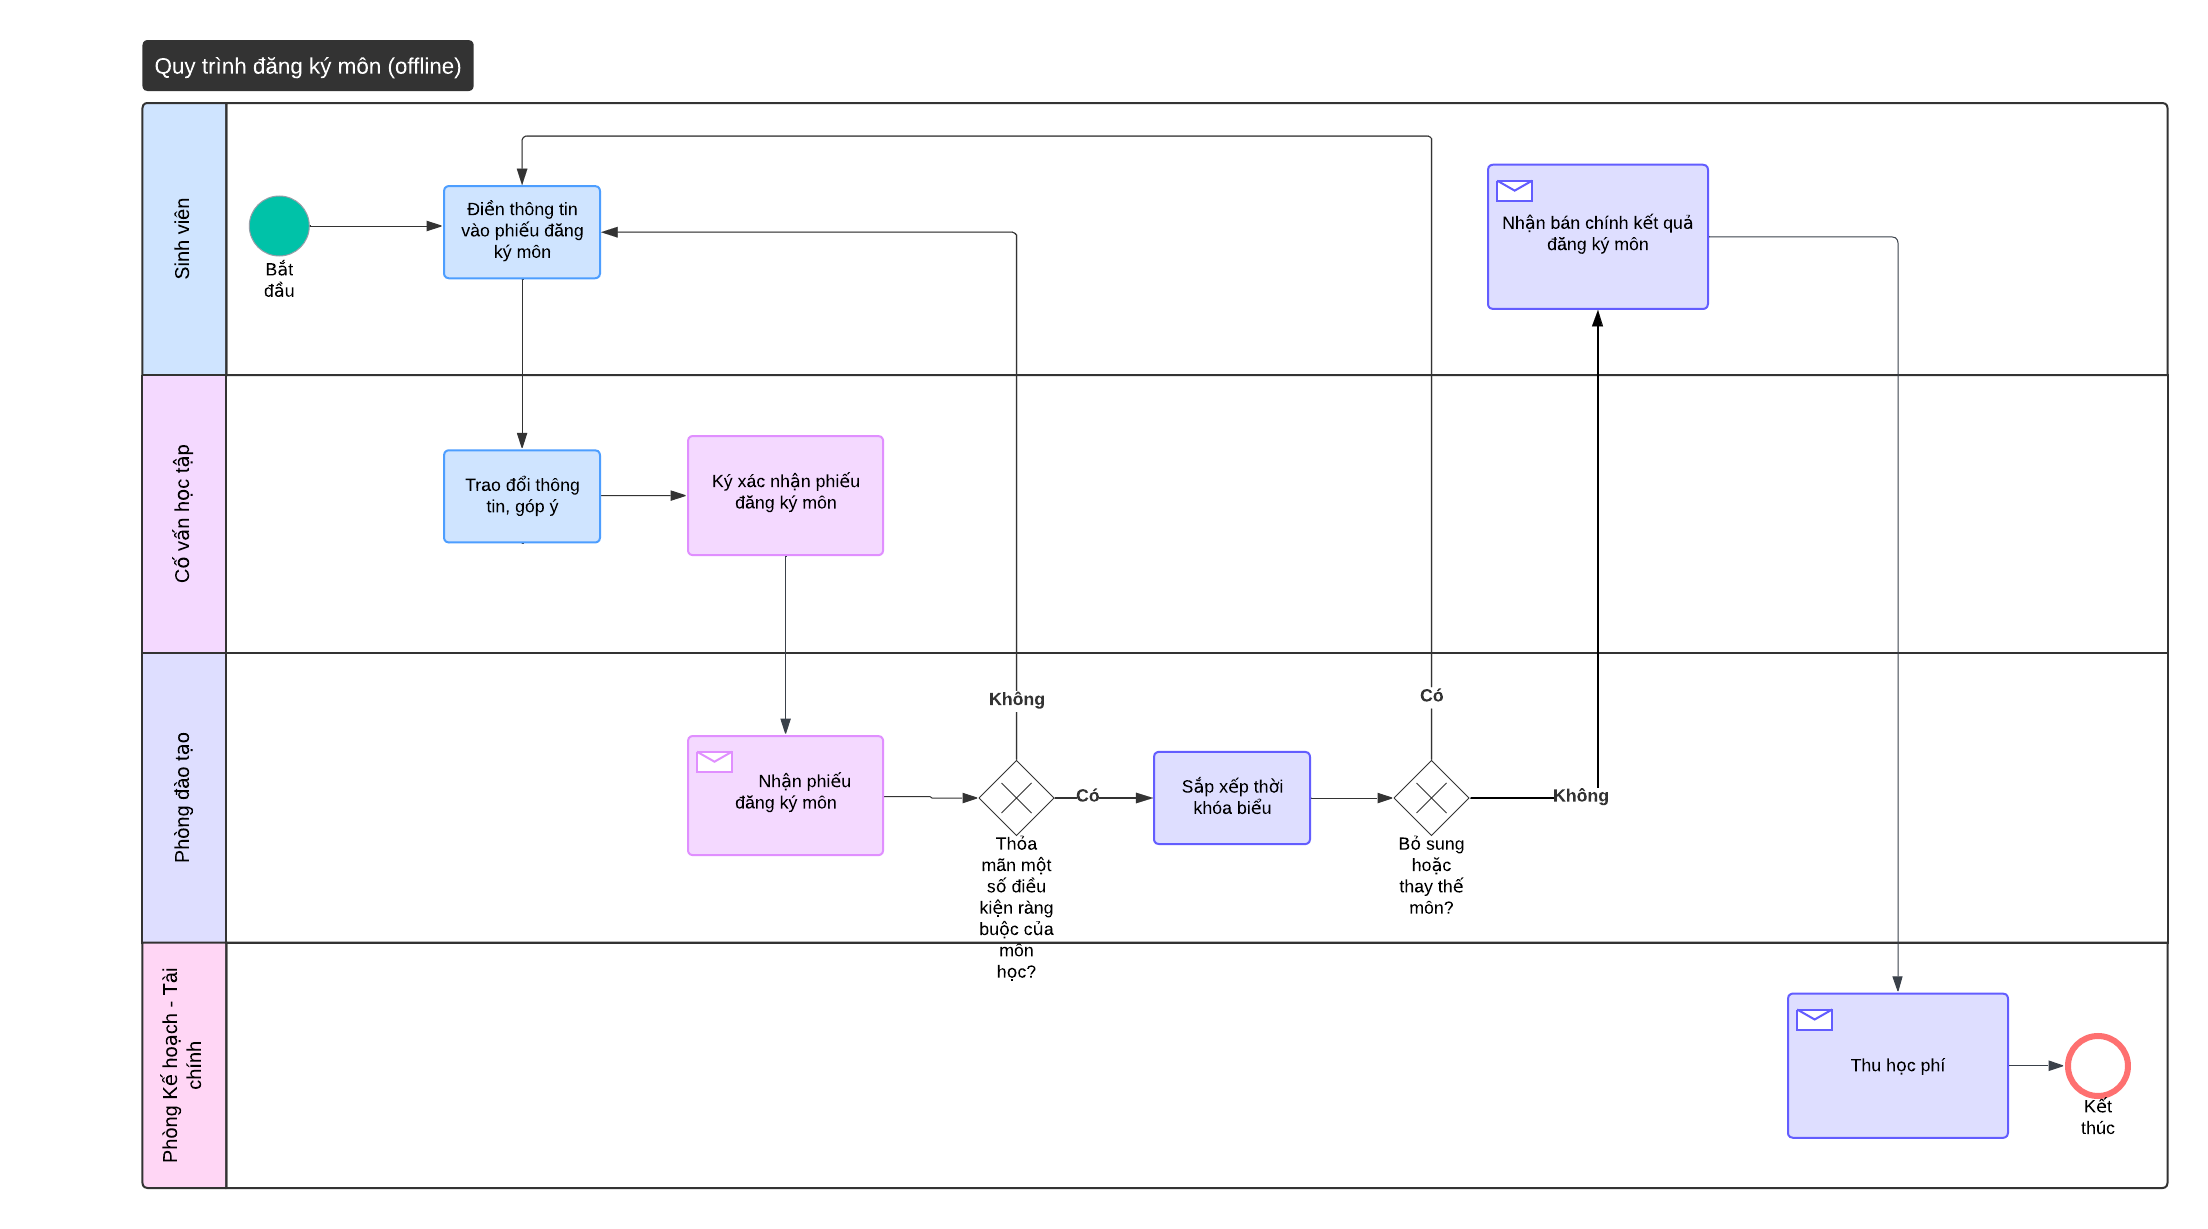 Quy trình đăng ký môn (offline)
Sinh viên
Bắt
đầu
Điền thông tin
vào phiếu đăng
ký môn
Nhận bán chính kết quả
đăng ký môn
Cố vấn học tập
Trao đổi thông
tin, góp ý
Ký xác nhận phiếu
đăng ký môn
Phòng đào tạo
Nhận phiếu
đăng ký môn
Không
Có
Thỏa
mãn một
số điều
kiện ràng
buộc của
môn
học?
Sắp xếp thời
khóa biểu
Có
Không
Bỏ sung
hoặc
thay thế
môn?
Phòng Kế hoạch - Tài
chính
Thu học phí
Kết
thúc